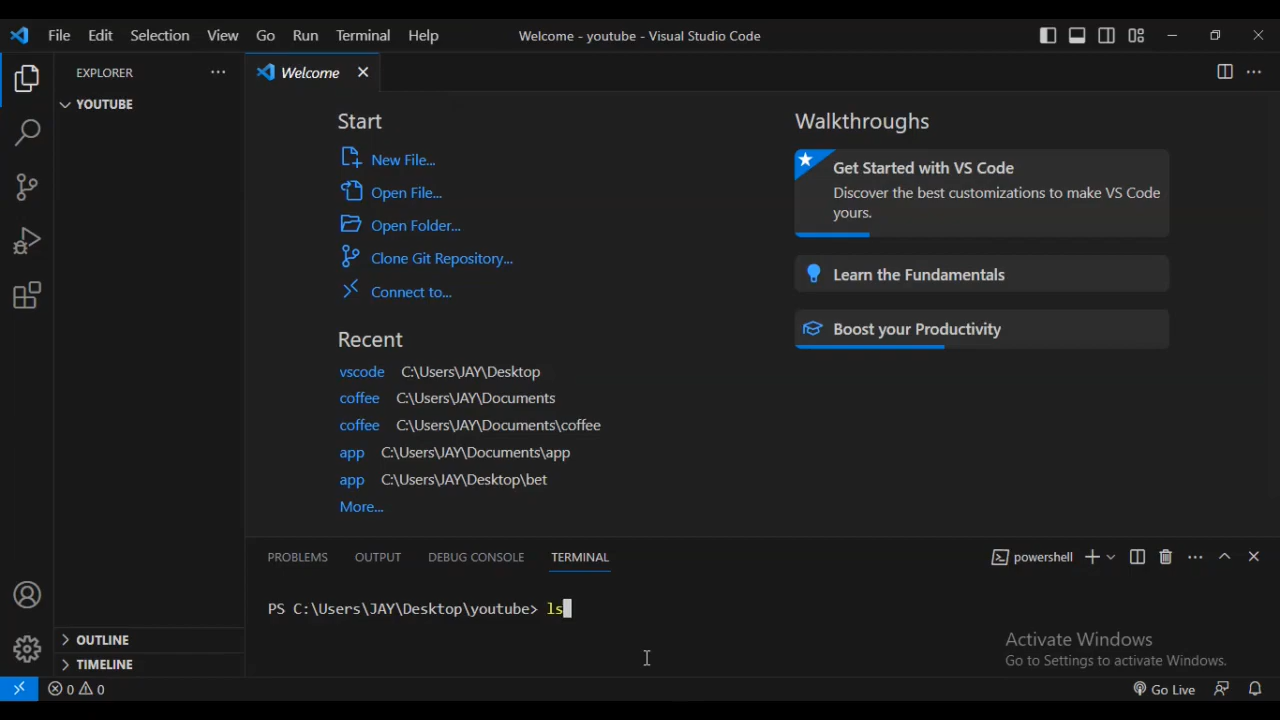 File Edit Selection View Go Run Terminal Help Welcome - youtube - Visual Studio Code
EXPLORER
YOUTUBE
OUTLINE
TIMELINE
Welcome
Start
New File...
Open File...
Open Folder...
Clone Git Repository...
Connect to...
Recent
vscode C:\Users\JAY\Desktop
coffee C:\Users\JAY\Documents
coffee C:\Users\JAY\Documents\coffee
app C:\Users\JAY\Documents\app
app C:\Users\JAY\Desktop\bet
More...
Walkthroughs
Get Started with VS Code
Discover the best customizations to make VS Code
yours.
Learn the Fundamentals
Boost your Productivity
PROBLEMS OUTPUT DEBUG CONSOLE TERMINAL powershell
PS C:\Users\JAY\Desktop\youtube> ls
Activate Windows
Go to Settings to activate Windows.
0 0 Go Live